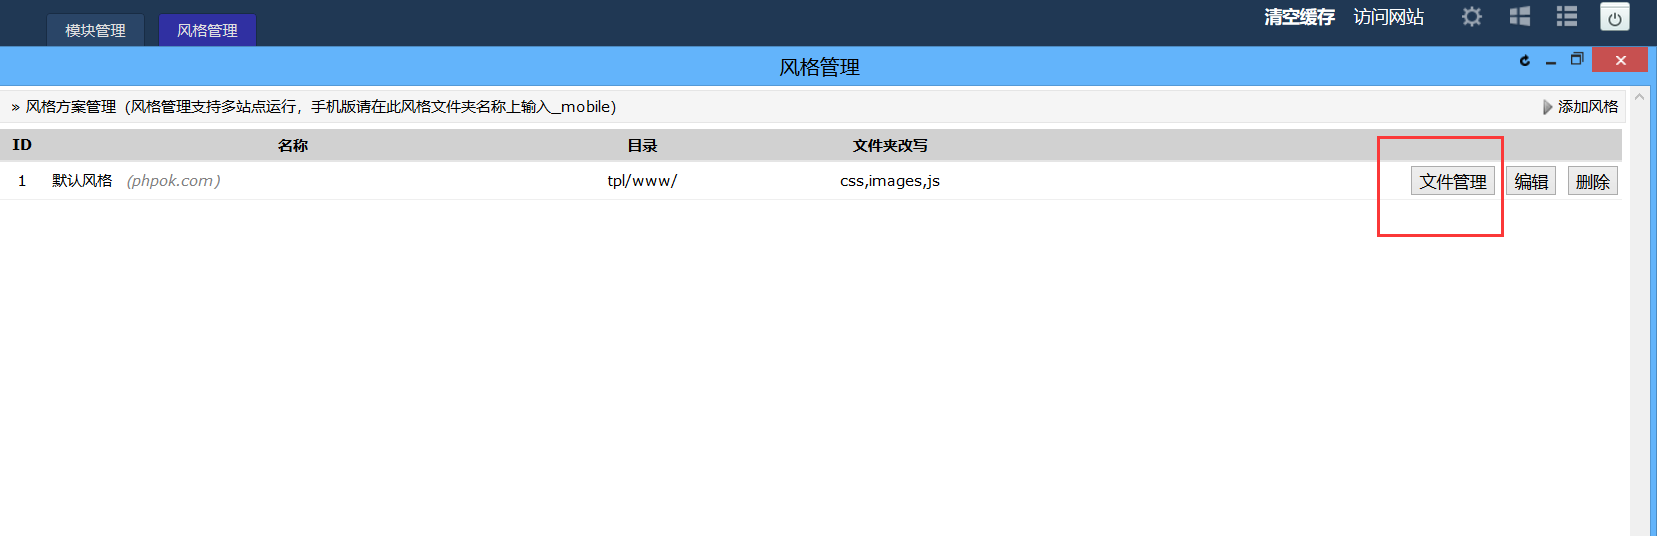 模块管理 风格管理 清空缓存 访问网站
风格管理
» 风格方案管理 (风格管理支持多站点运行，手机版请在此风格文件夹名称上输入_mobile) 添加风格
ID 名称 目录 文件夹改写
1 默认风格 (phpok.com) tpl/www/ css,images,js 文件管理 编辑 删除